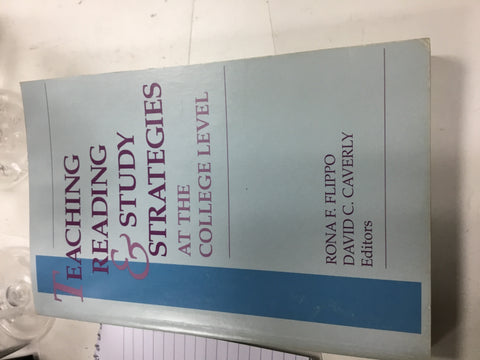 TEACHING
READING
& STUDY
STRATEGIES
AT THE
COLLEGE LEVEL
RONA F. FLIPPO
DAVID C. CAVERLY
Editors